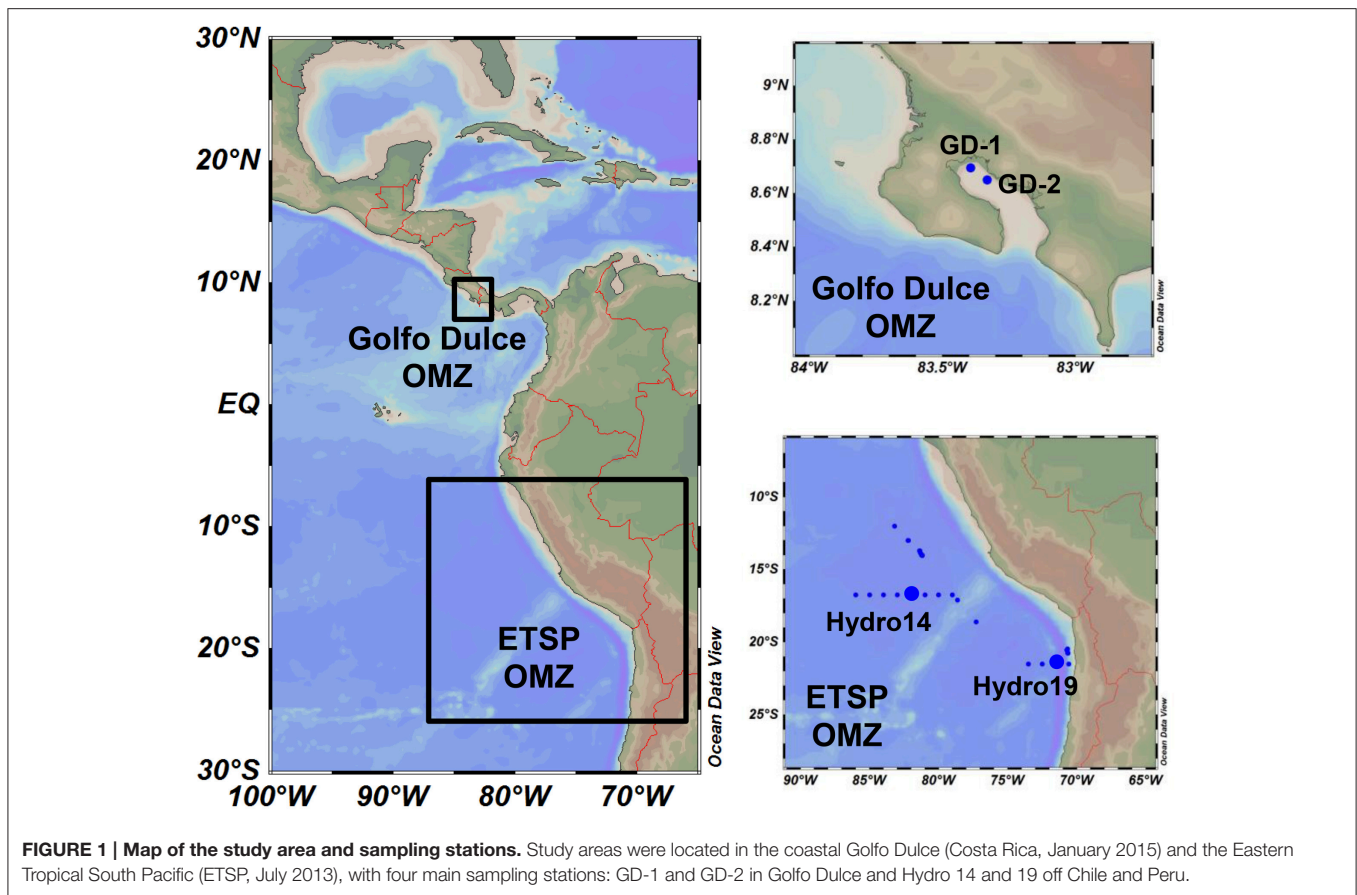 30°N
20°N
10°N
EQ
10°S
20°S
30°S
100°W 90°W 80°W 70°W
Golfo Dulce
OMZ
ETSP
OMZ
Ocean Data View
9°N
8.8°N
8.6°N
8.4°N
8.2°N
84°W 83.5°W 83°W
GD-1
GD-2
Golfo Dulce
OMZ
Ocean Data View
10°S
15°S
20°S
25°S
90°W 85°W 80°W 75°W 70°W 65°W
Hydro14
Hydro19
ETSP
OMZ
Ocean Data View
FIGURE 1 | Map of the study area and sampling stations. Study areas were located in the coastal Golfo Dulce (Costa Rica, January 2015) and the Eastern
Tropical South Pacific (ETSP, July 2013), with four main sampling stations: GD-1 and GD-2 in Golfo Dulce and Hydro 14 and 19 off Chile and Peru.